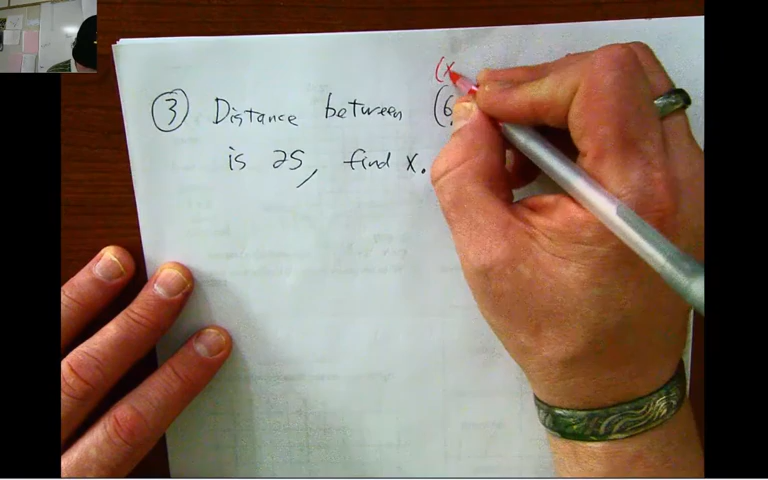 (x
③ Distance between (6
is 25, find x.